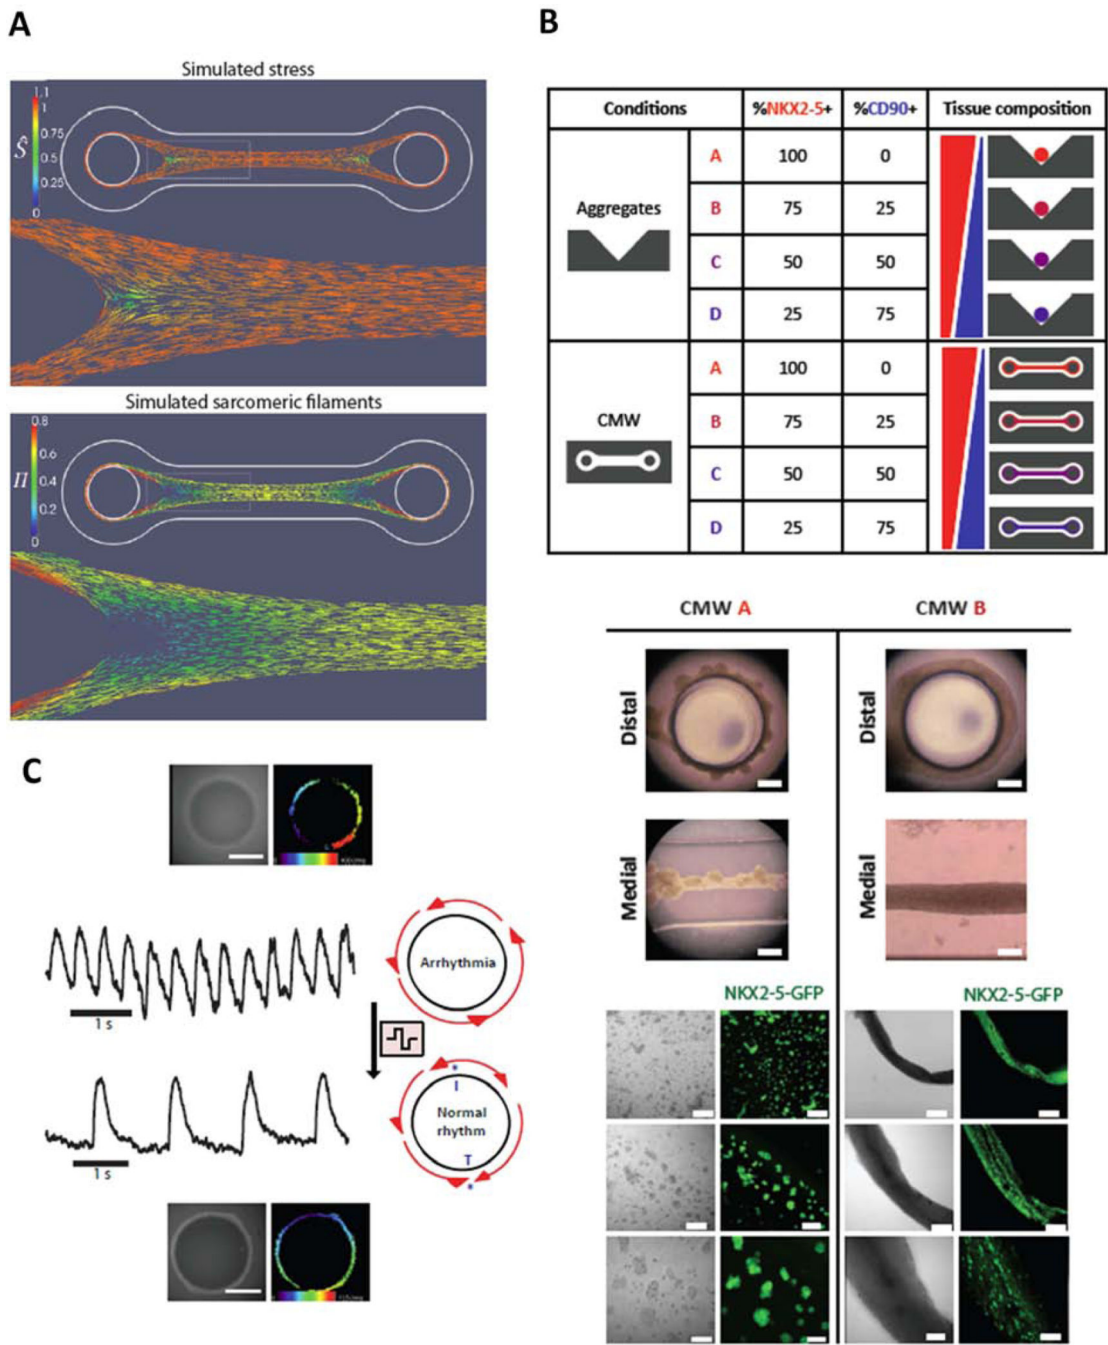 A
Simulated stress
1.1
1
0.75
Ŝ
0.5
0.25
0
Simulated sarcomeric filaments
0.8
0.6
Π
0.4
0.2
0
B
Conditions %NKX2-5+ %CD90+ Tissue composition
Aggregates
A 100 0
B 75 25
C 50 50
D 25 75
CMW
A 100 0
B 75 25
C 50 50
D 25 75
CMW A CMW B
Distal Distal
Medial Medial
NKX2-5-GFP NKX2-5-GFP
C
Arrhythmia
1 s
* I
Normal
rhythm
T
*
1 s